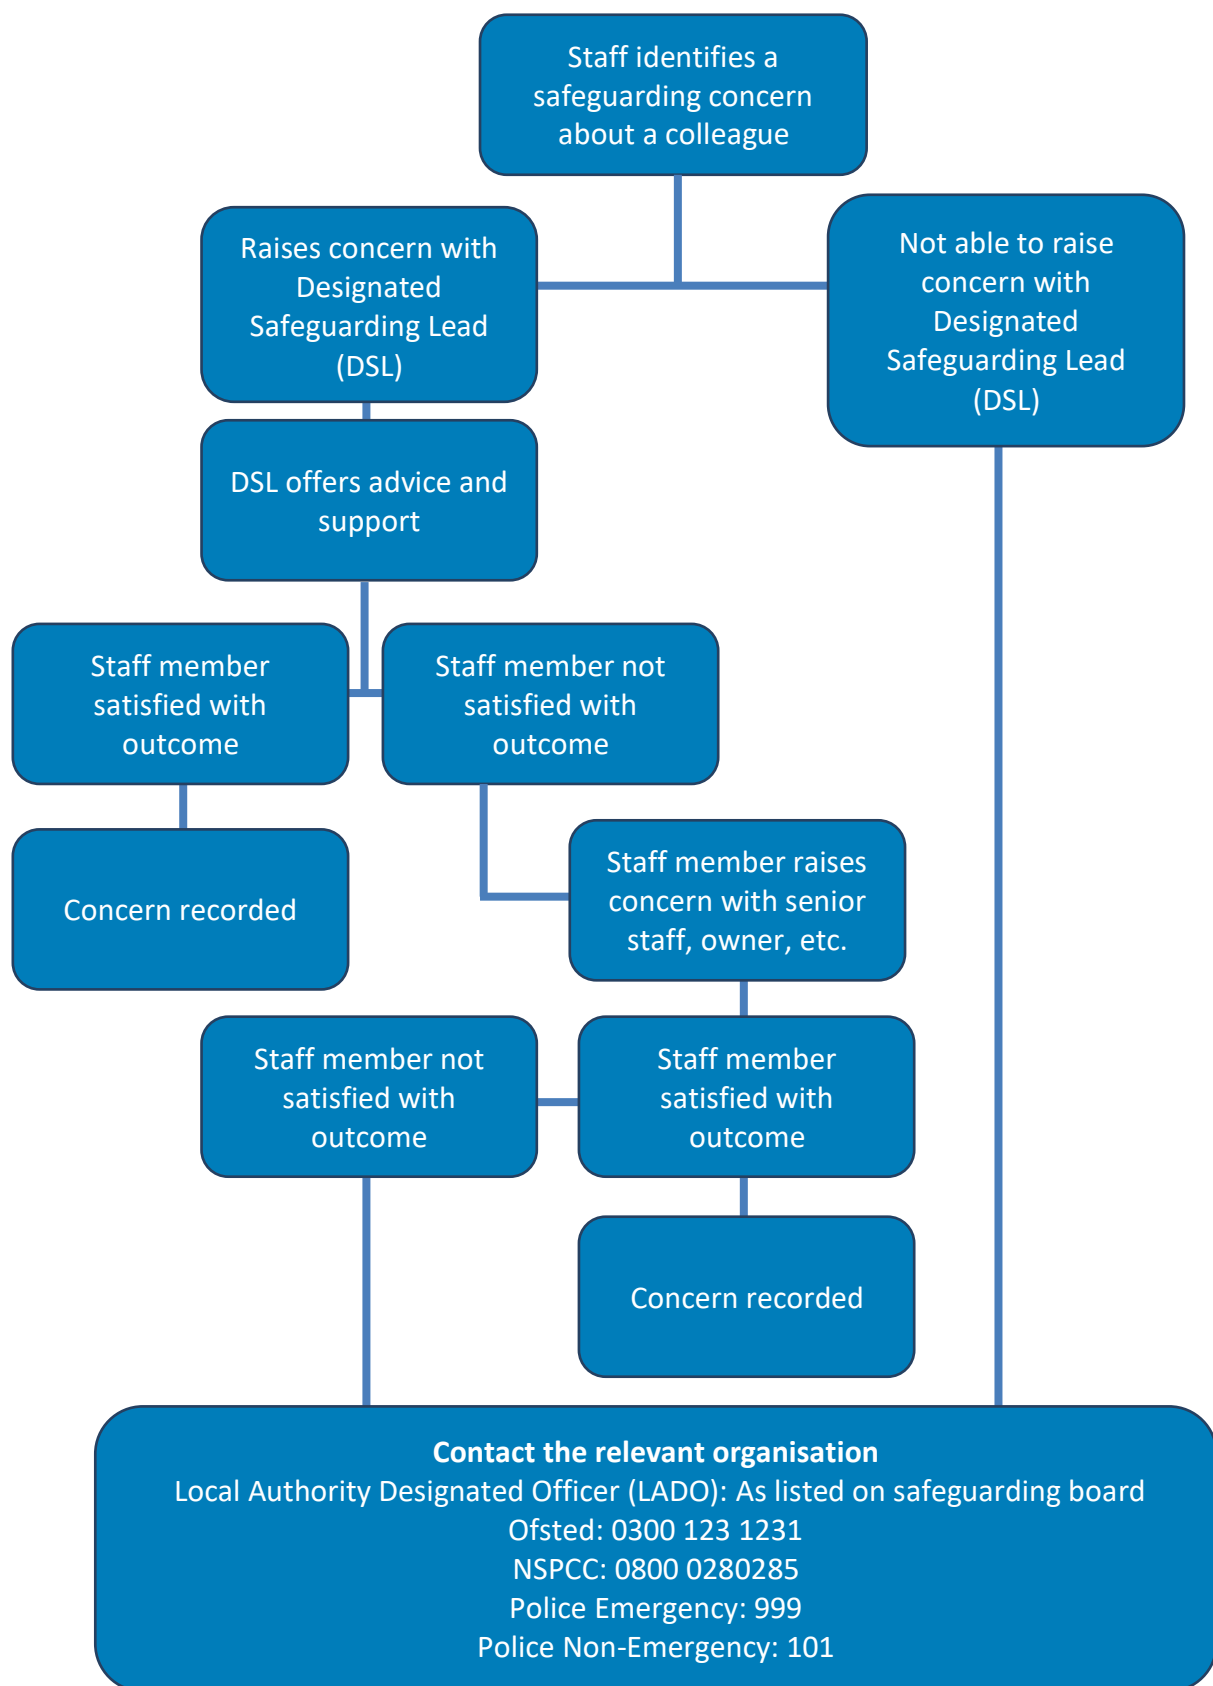 Staff identifies a
safeguarding concern
about a colleague
Raises concern with
Designated
Safeguarding Lead
(DSL)
Not able to raise
concern with
Designated
Safeguarding Lead
(DSL)
DSL offers advice and
support
Staff member
satisfied with
outcome
Staff member not
satisfied with
outcome
Concern recorded
Staff member raises
concern with senior
staff, owner, etc.
Staff member not
satisfied with
outcome
Staff member
satisfied with
outcome
Concern recorded
Contact the relevant organisation
Local Authority Designated Officer (LADO): As listed on safeguarding board
Ofsted: 0300 123 1231
NSPCC: 0800 0280285
Police Emergency: 999
Police Non-Emergency: 101